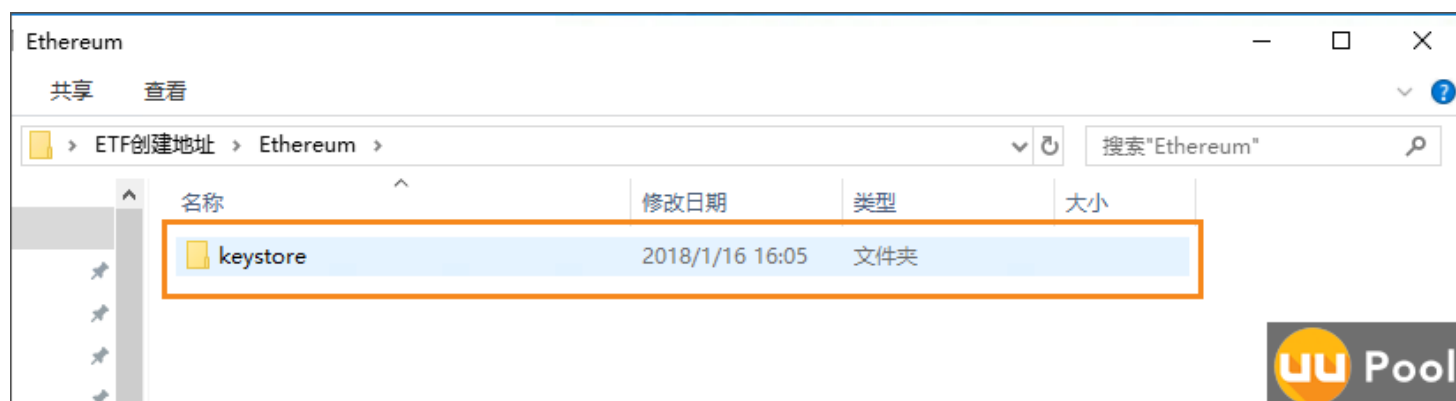 Ethereum
共享 查看
ETF创建地址 > Ethereum >
搜索"Ethereum"
名称 修改日期 类型 大小
keystore 2018/1/16 16:05 文件夹
uu Pool